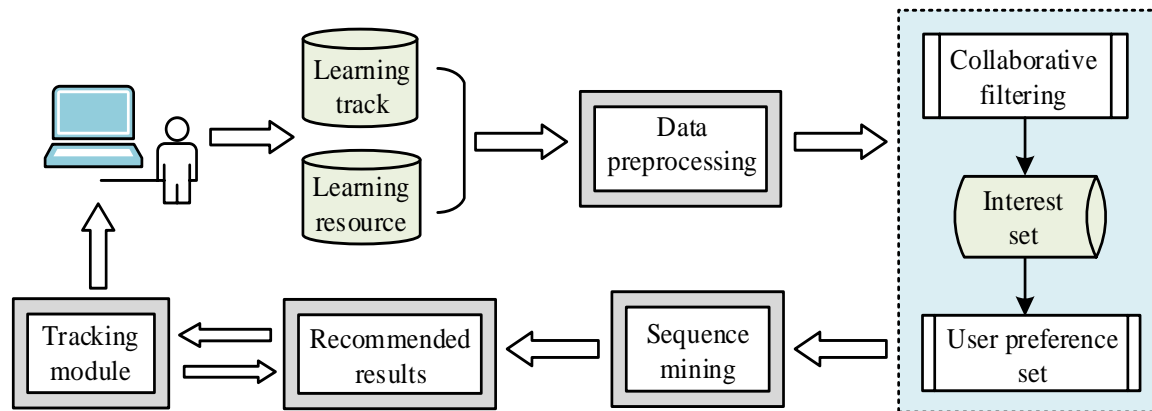 Learning
track
Learning
resource
Data
preprocessing
Collaborative
filtering
Interest
set
User preference
set
Sequence
mining
Recommended
results
Tracking
module